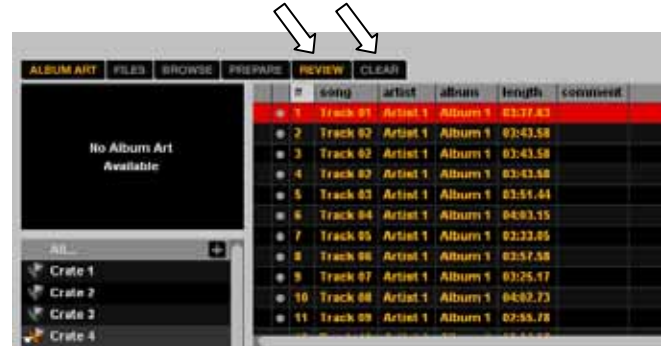 ALBUM ART FILES BROWSE PREPARE REVIEW CLEAR
# song artist album length comment
1 Track 01 Artist 1 Album 1 03:37.63
2 Track 02 Artist 1 Album 1 03:43.58
3 Track 02 Artist 1 Album 1 03:43.58
4 Track 02 Artist 1 Album 1 03:43.58
5 Track 03 Artist 1 Album 1 03:51.44
6 Track 04 Artist 1 Album 1 04:03.15
7 Track 05 Artist 1 Album 1 03:33.05
8 Track 06 Artist 1 Album 1 03:57.58
9 Track 07 Artist 1 Album 1 03:25.17
10 Track 08 Artist 1 Album 1 04:02.73
11 Track 09 Artist 1 Album 1 02:55.78
No Album Art
Available
All...
Crate 1
Crate 2
Crate 3
Crate 4